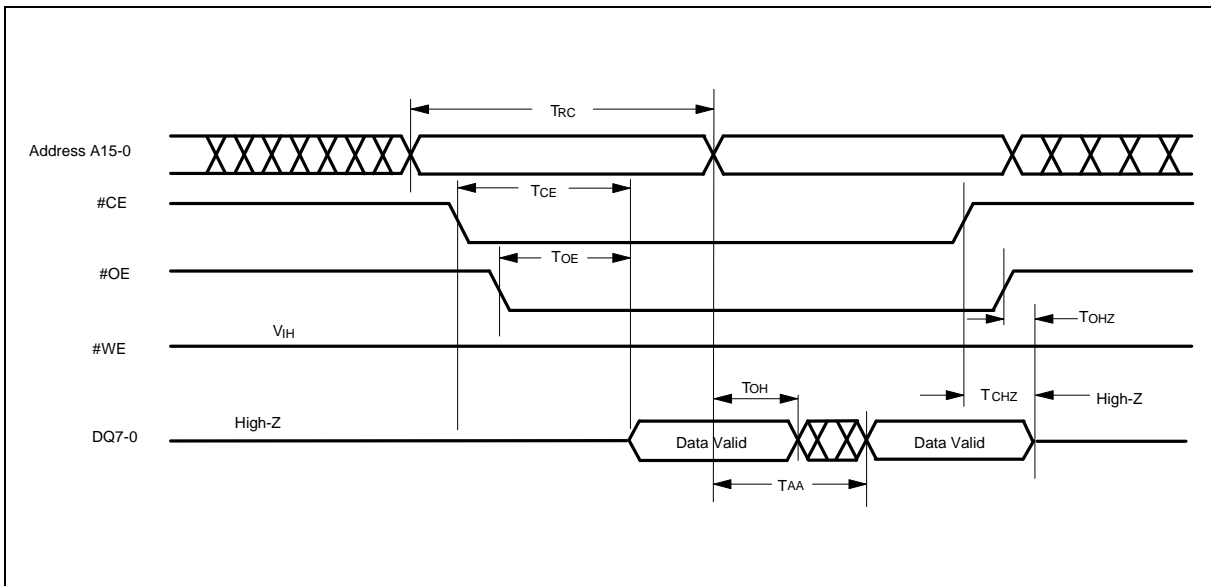 TRC
Address A15-0
TCE
#CE
TOE
#OE
TOHZ
VIH
#WE
TOH
TCHZ
High-Z
High-Z
DQ7-0
Data Valid
Data Valid
TAA